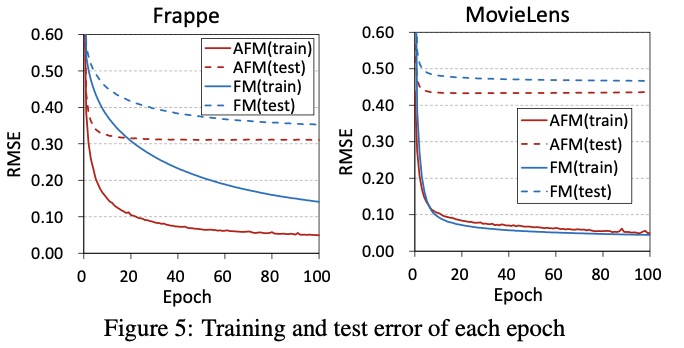 Frappe
RMSE
0.60
0.50
0.40
0.30
0.20
0.10
0.00
AFM(train)
AFM(test)
FM(train)
FM(test)
0 20 40 60 80 100
Epoch
MovieLens
RMSE
0.60
0.50
0.40
0.30
0.20
0.10
0.00
AFM(train)
AFM(test)
FM(train)
FM(test)
0 20 40 60 80 100
Epoch
Figure 5: Training and test error of each epoch